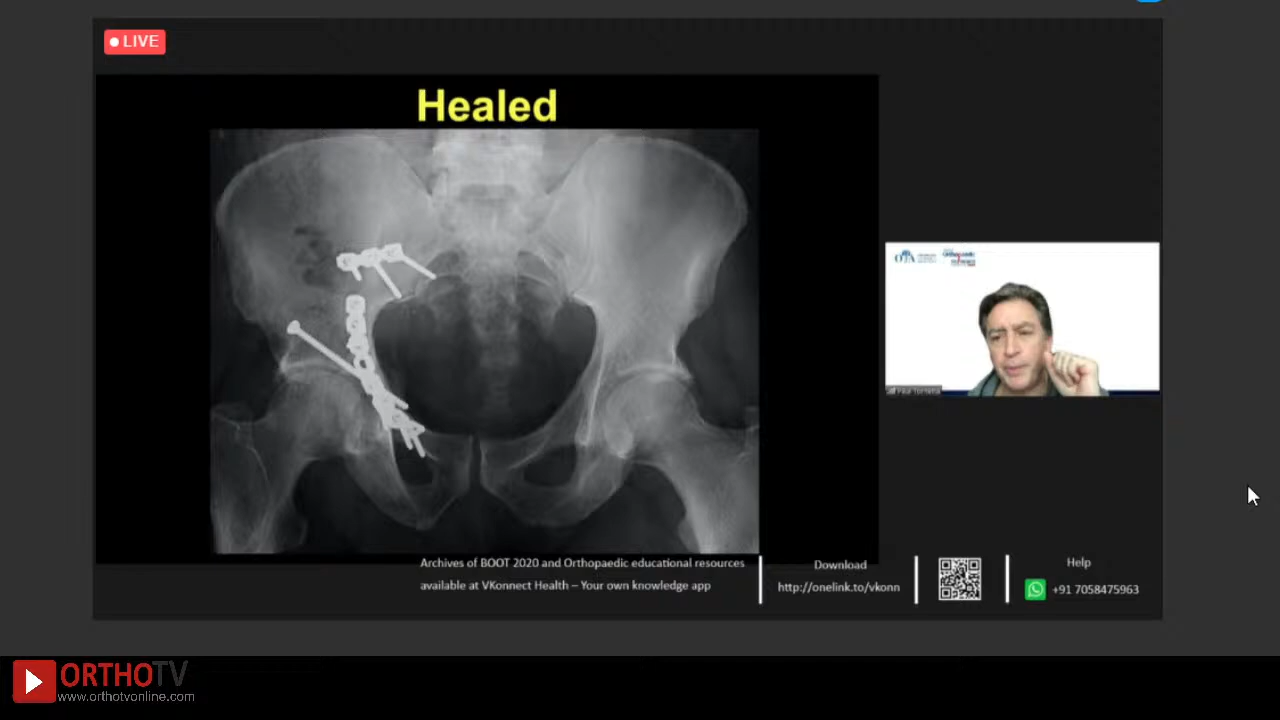 LIVE
Healed
OTA
Archives of BOOT 2020 and Orthopaedic educational resources
available at VKonnect Health – Your own knowledge app
Download
http://onelink.to/vkonn
Help
+91 7058475963
ORTHOTV
www.orthotvonline.com